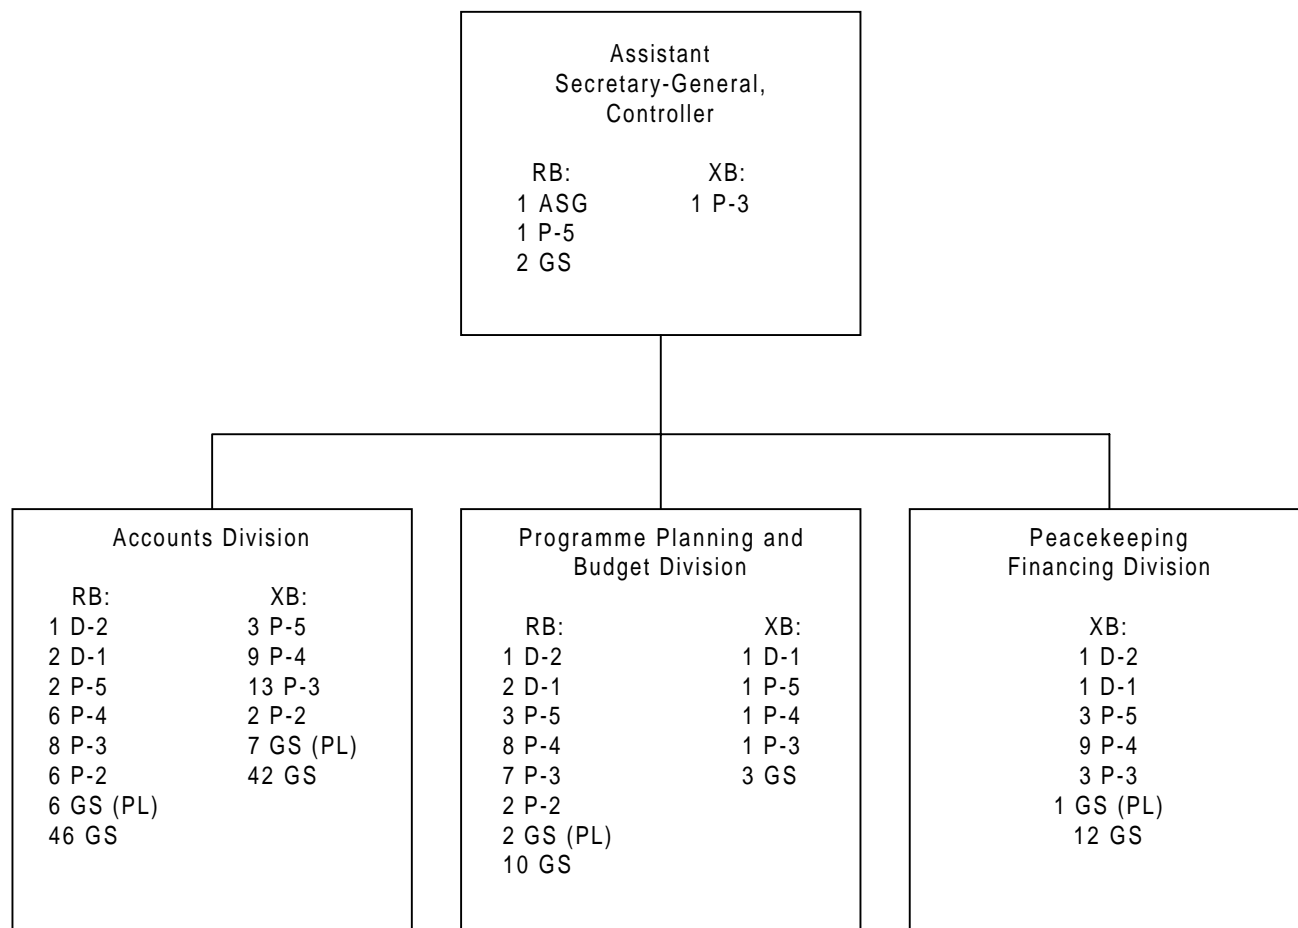 Assistant
Secretary-General,
Controller
RB:
1 ASG
1 P-5
2 GS
XB:
1 P-3
Accounts Division
RB:
1 D-2
2 D-1
2 P-5
6 P-4
8 P-3
6 P-2
6 GS (PL)
46 GS
XB:
3 P-5
9 P-4
13 P-3
2 P-2
7 GS (PL)
42 GS
Programme Planning and
Budget Division
RB:
1 D-2
2 D-1
3 P-5
8 P-4
7 P-3
2 P-2
2 GS (PL)
10 GS
XB:
1 D-1
1 P-5
1 P-4
1 P-3
3 GS
Peacekeeping
Financing Division
XB:
1 D-2
1 D-1
3 P-5
9 P-4
3 P-3
1 GS (PL)
12 GS